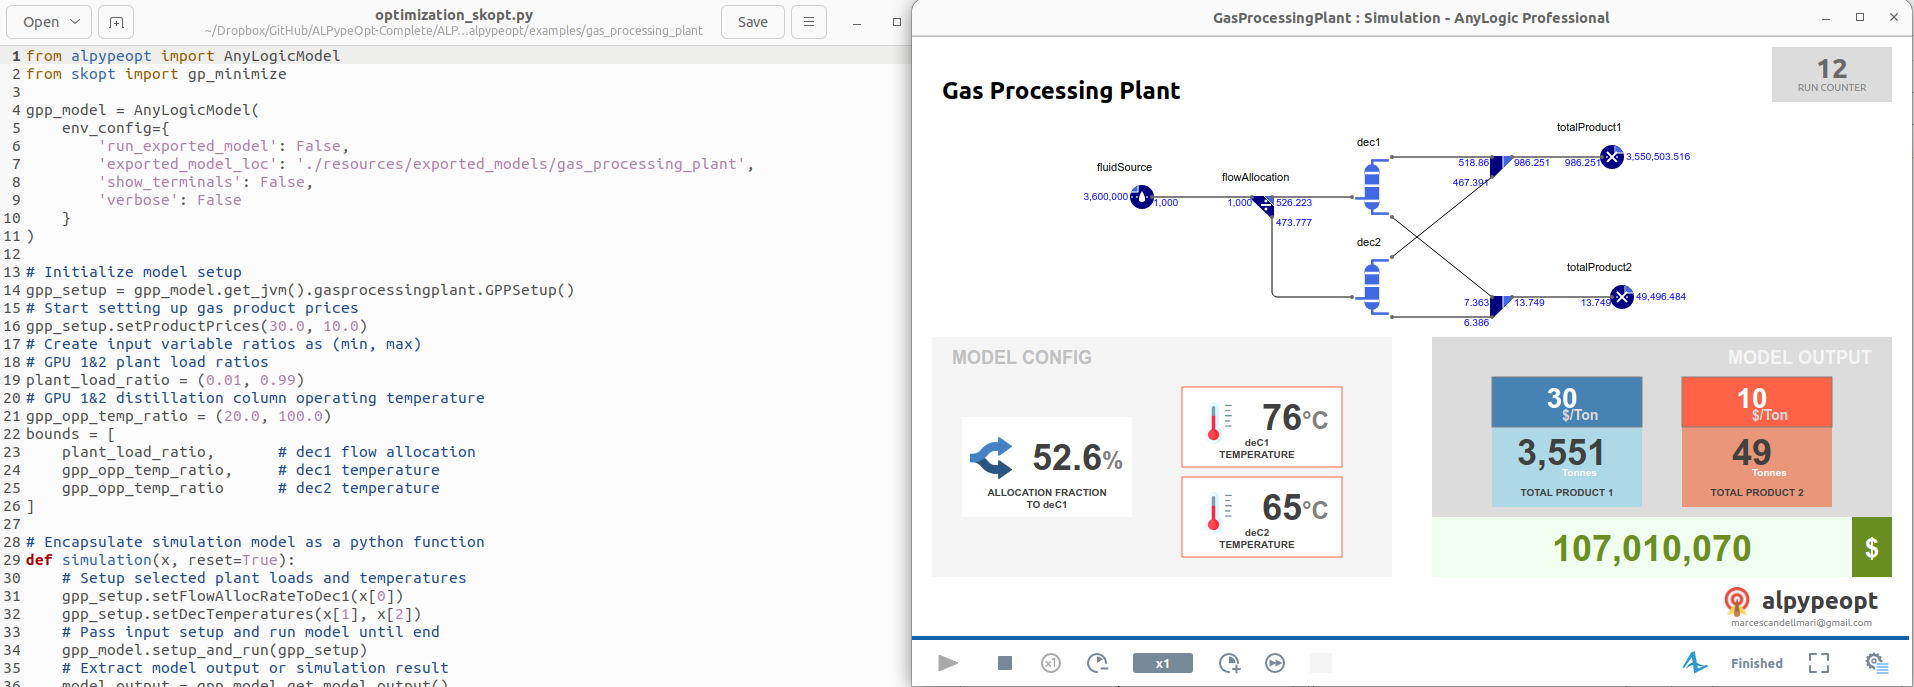 Open
optimization_skopt.py
~/Dropbox/GitHub/ALPypeOpt-Complete/ALP...alpypeopt/examples/gas_processing_plant
Save
1 from alpypeopt import AnyLogicModel
2 from skopt import gp_minimize
3
4 gpp_model = AnyLogicModel(
5     env_config={
6         'run_exported_model': False,
7         'exported_model_loc': './resources/exported_models/gas_processing_plant',
8         'show_terminals': False,
9         'verbose': False
10     }
11 )
12
13 # Initialize model setup
14 gpp_setup = gpp_model.get_jvm().gasprocessingplant.GPPSetup()
15 # Start setting up gas product prices
16 gpp_setup.setProductPrices(30.0, 10.0)
17 # Create input variable ratios as (min, max)
18 # GPU 1&2 plant load ratios
19 plant_load_ratio = (0.01, 0.99)
20 # GPU 1&2 distillation column operating temperature
21 gpp_opp_temp_ratio = (20.0, 100.0)
22 bounds = [
23     plant_load_ratio,       # dec1 flow allocation
24     gpp_opp_temp_ratio,     # dec1 temperature
25     gpp_opp_temp_ratio      # dec2 temperature
26 ]
27
28 # Encapsulate simulation model as a python function
29 def simulation(x, reset=True):
30     # Setup selected plant loads and temperatures
31     gpp_setup.setFlowAllocRateToDec1(x[0])
32     gpp_setup.setDecTemperatures(x[1], x[2])
33     # Pass input setup and run model until end
34     gpp_model.setup_and_run(gpp_setup)
35     # Extract model output or simulation result
36     model_output = gpp_model.get_model_output()
GasProcessingPlant : Simulation - AnyLogic Professional
Gas Processing Plant
12
RUN COUNTER
totalProduct1
dec1
518.86 986.251 986.251 3,550,503.516
467.391
fluidSource
flowAllocation
3,600,000 1,000 1,000 526.223
473.777
dec2
totalProduct2
7.363 13.749 13.749 49,496.484
6.386
MODEL CONFIG
52.6%
ALLOCATION FRACTION
TO deC1
76°C
deC1
TEMPERATURE
65°C
deC2
TEMPERATURE
MODEL OUTPUT
30
$/Ton
3,551
Tonnes
TOTAL PRODUCT 1
10
$/Ton
49
Tonnes
TOTAL PRODUCT 2
107,010,070 $
alpypeopt
marcescandellmari@gmail.com
x1
x1
Finished